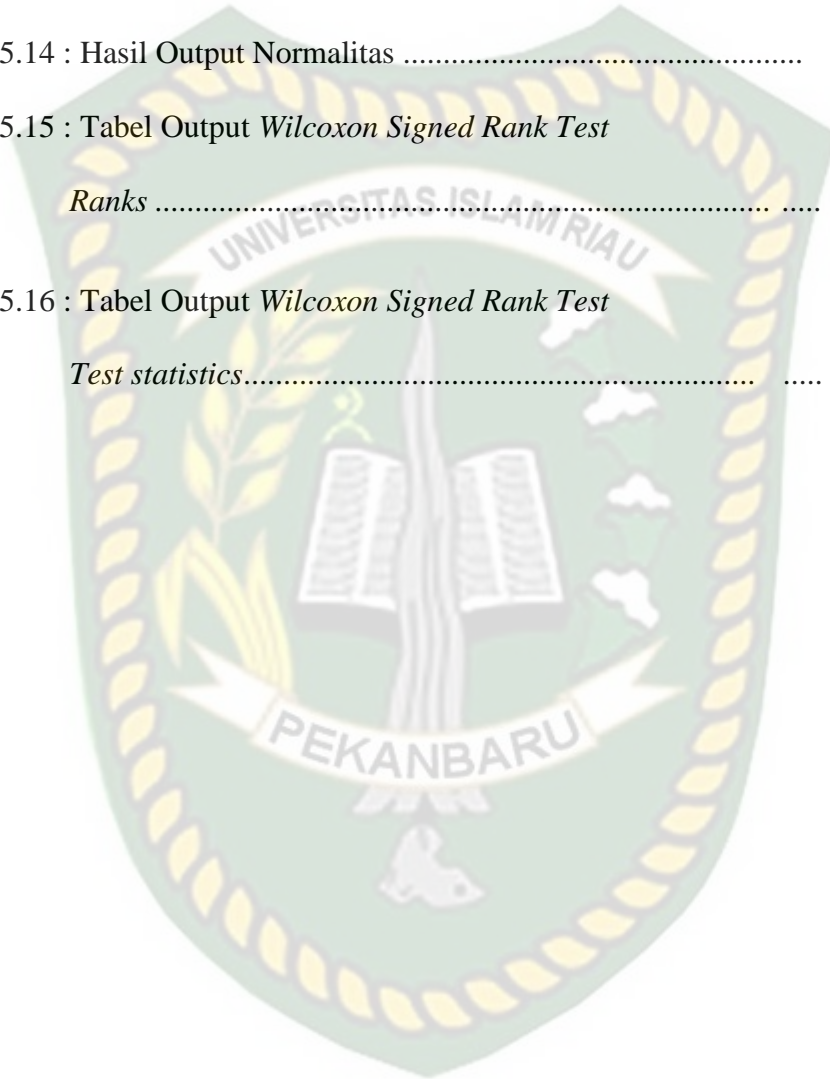 5.14 : Hasil Output Normalitas ..................................................
5.15 : Tabel Output Wilcoxon Signed Rank Test
Ranks ............................................................................. .....
UNIVERSITAS ISLAM RIAU
5.16 : Tabel Output Wilcoxon Signed Rank Test
Test statistics................................................................ .....
PEKANBARU